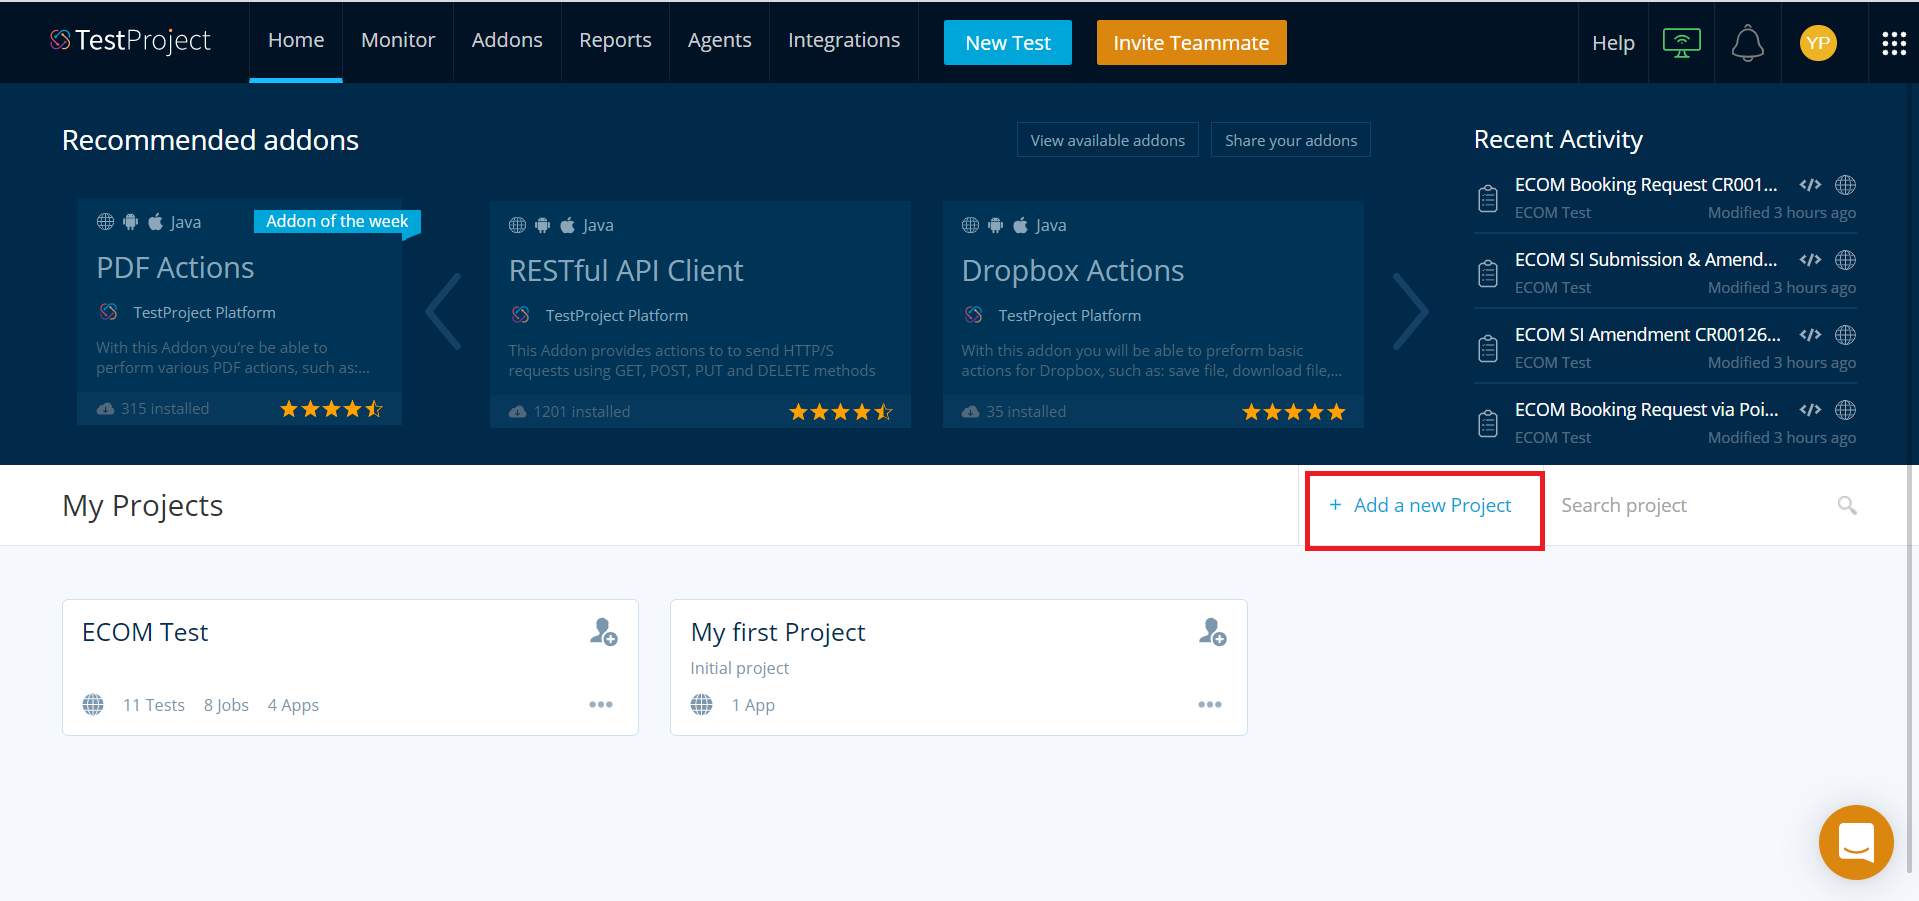 TestProject
Home
Monitor
Addons
Reports
Agents
Integrations
New Test
Invite Teammate
Help
YP
Recommended addons
View available addons
Share your addons
Java
Addon of the week
PDF Actions
TestProject Platform
With this Addon you're be able to
perform various PDF actions, such as:...
315 installed
Java
RESTful API Client
TestProject Platform
This Addon provides actions to to send HTTP/S
requests using GET, POST, PUT and DELETE methods
1201 installed
Java
Dropbox Actions
TestProject Platform
With this addon you will be able to preform basic
actions for Dropbox, such as: save file, download file,...
35 installed
Recent Activity
ECOM Booking Request CR001...
ECOM Test
Modified 3 hours ago
ECOM SI Submission & Amend...
ECOM Test
Modified 3 hours ago
ECOM SI Amendment CR00126...
ECOM Test
Modified 3 hours ago
ECOM Booking Request via Poi...
ECOM Test
Modified 3 hours ago
My Projects
+ Add a new Project
Search project
ECOM Test
11 Tests 8 Jobs 4 Apps
My first Project
Initial project
1 App